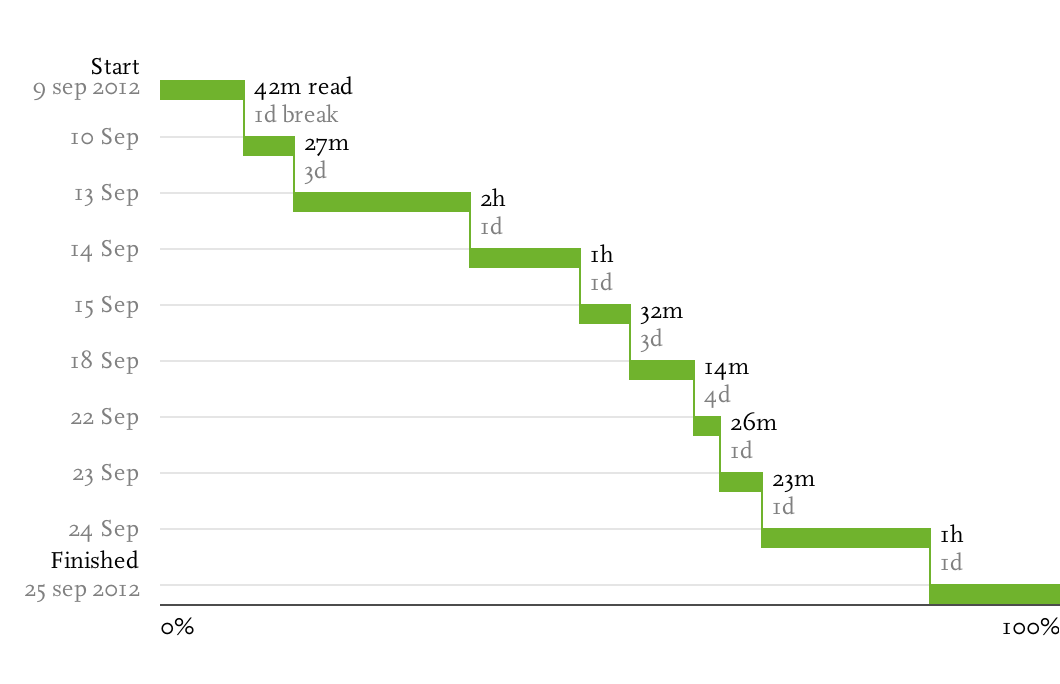 Start
9 sep 2012
42m read
1d break
10 Sep
27m
3d
13 Sep
2h
1d
14 Sep
1h
1d
15 Sep
32m
3d
18 Sep
14m
4d
22 Sep
26m
1d
23 Sep
23m
1d
24 Sep
1h
Finished
1d
25 sep 2012
0%
100%